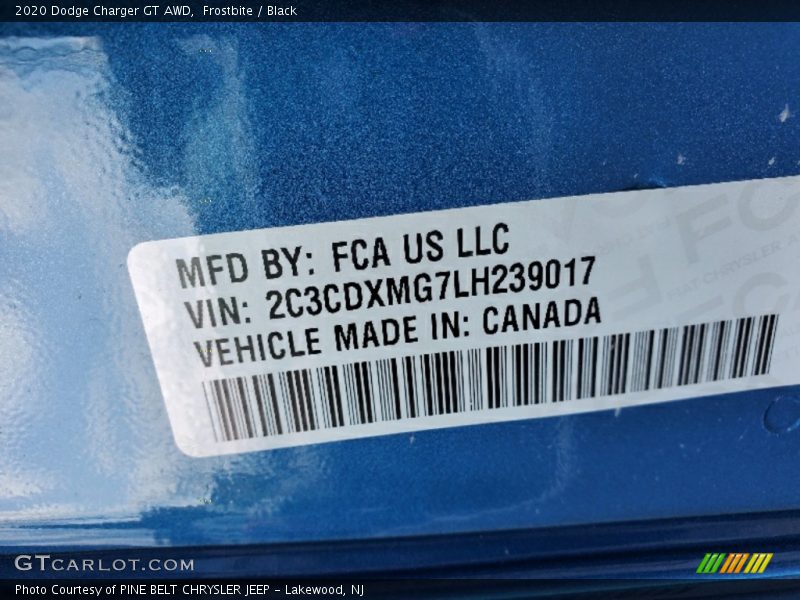 2020 Dodge Charger GT AWD, Frostbite / Black
MFD BY: FCA US LLC
VIN: 2C3CDXMG7LH239017
VEHICLE MADE IN: CANADA
GTCARLOT.COM
Photo Courtesy of PINE BELT CHRYSLER JEEP - Lakewood, NJ